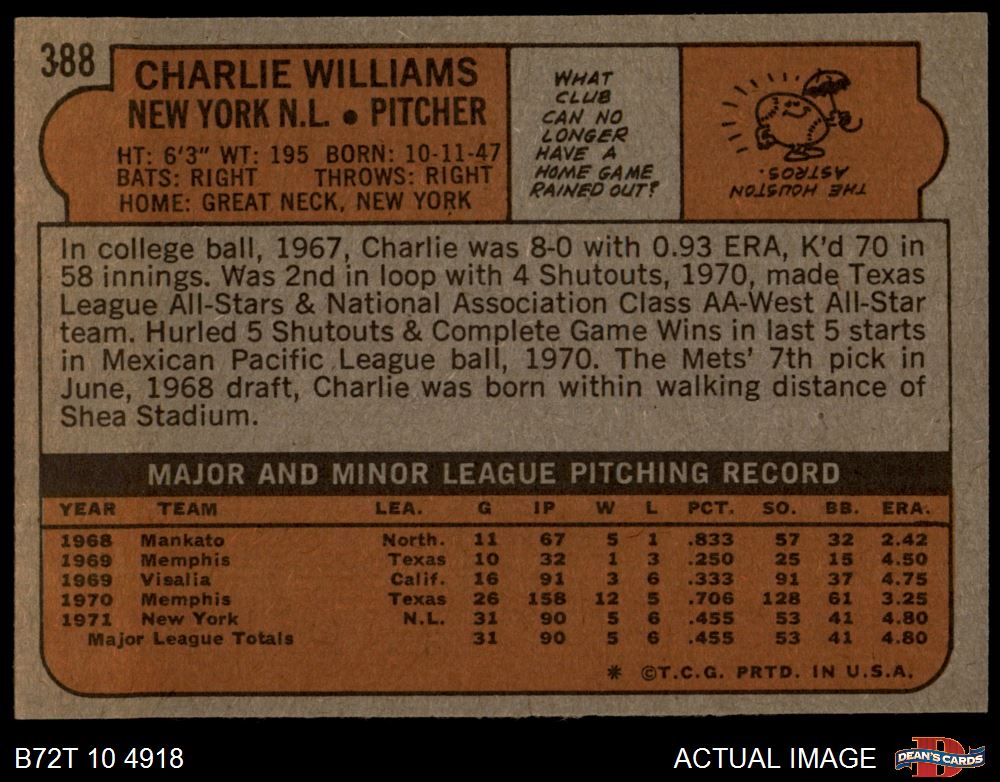 388
CHARLIE WILLIAMS
NEW YORK N.L. • PITCHER
HT: 6'3" WT: 195 BORN: 10-11-47
BATS: RIGHT THROWS: RIGHT
HOME: GREAT NECK, NEW YORK
WHAT
CLUB
CAN NO
LONGER
HAVE A
HOME GAME
RAINED OUT?
THE HOUSTON
ASTROS.
In college ball, 1967, Charlie was 8-0 with 0.93 ERA, K'd 70 in
58 innings. Was 2nd in loop with 4 Shutouts, 1970, made Texas
League All-Stars & National Association Class AA-West All-Star
team. Hurled 5 Shutouts & Complete Game Wins in last 5 starts
in Mexican Pacific League ball, 1970. The Mets' 7th pick in
June, 1968 draft, Charlie was born within walking distance of
Shea Stadium.
MAJOR AND MINOR LEAGUE PITCHING RECORD
YEAR TEAM LEA. G IP W L PCT. SO. BB. ERA.
1968 Mankato North. 11 67 5 1 .833 57 32 2.42
1969 Memphis Texas 10 32 1 3 .250 25 15 4.50
1969 Visalia Calif. 16 91 3 6 .333 91 37 4.75
1970 Memphis Texas 26 158 12 5 .706 128 61 3.25
1971 New York N.L. 31 90 5 6 .455 53 41 4.80
Major League Totals 31 90 5 6 .455 53 41 4.80
* ©T.C.G. PRTD. IN U.S.A.
B72T 10 4918 ACTUAL IMAGE D DEAN'S CARDS